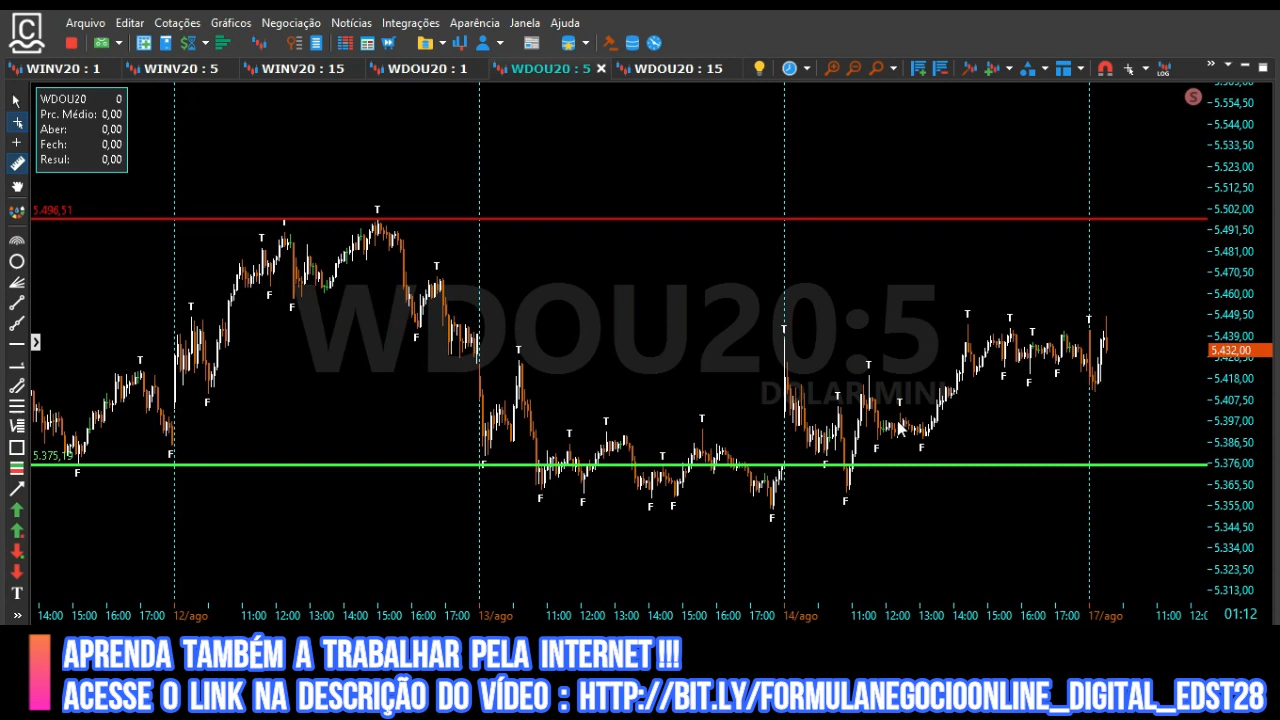 Arquivo Editar Cotações Gráficos Negociação Notícias Integrações Aparência Janela Ajuda
WINV20 : 1 WINV20 : 5 WINV20 : 15 WDOU20 : 1 WDOU20 : 5 WDOU20 : 15
LOG
WDOU20 0
Prc. Médio: 0,00
Aber: 0,00
Fech: 0,00
Resul: 0,00
S
5.554,50
5.544,00
5.533,50
5.523,00
5.512,50
5.502,00
5.496,51
5.491,50
5.481,00
5.470,50
5.460,00
5.449,50
5.439,00
5.432,00
5.418,00
5.407,50
5.397,00
5.386,50
5.376,00
5.365,50
5.355,00
5.344,50
5.334,00
5.323,50
5.313,00
WDOU20:5
DOLAR MINI
14:00 15:00 16:00 17:00 12/ago 11:00 12:00 13:00 14:00 15:00 16:00 17:00 13/ago 11:00 12:00 13:00 14:00 15:00 16:00 17:00 14/ago 11:00 12:00 13:00 14:00 15:00 16:00 17:00 17/ago 11:00 01:12
APRENDA TAMBÉM A TRABALHAR PELA INTERNET !!!
ACESSE O LINK NA DESCRIÇÃO DO VÍDEO : HTTP://BIT.LY/FORMULANEGOCIOONLINE_DIGITAL_EDST28